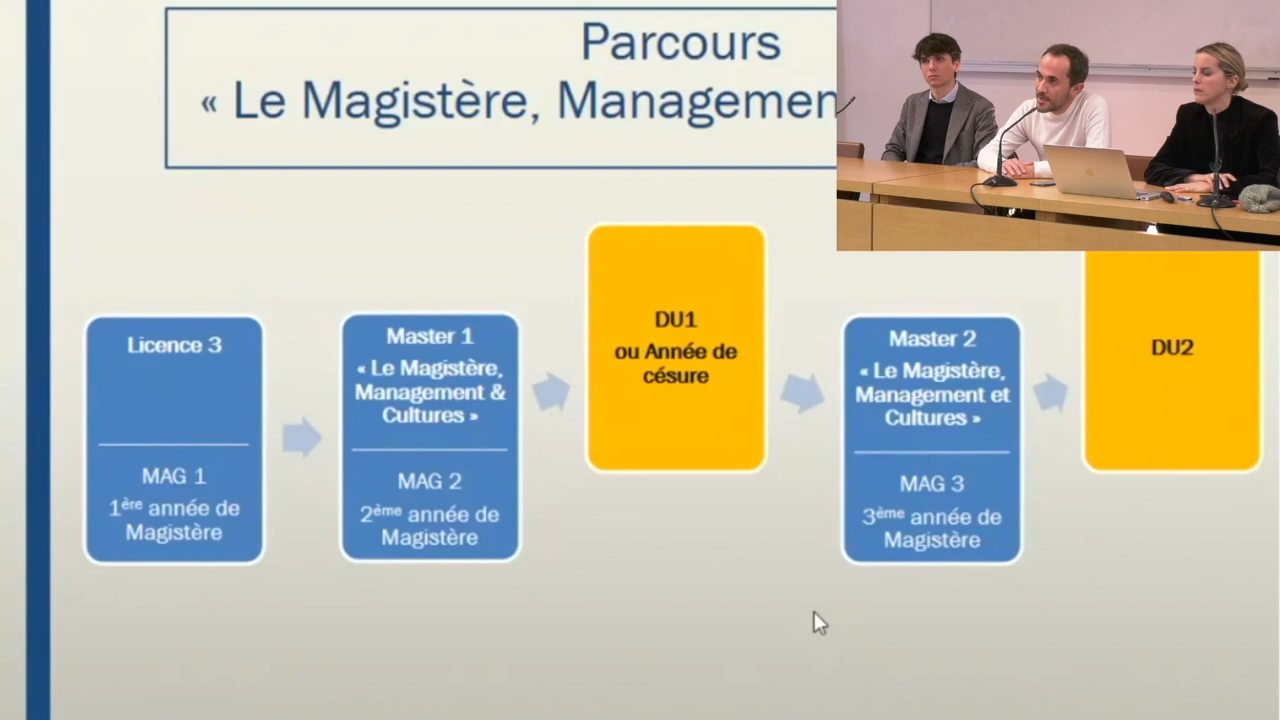 Parcours
« Le Magistère, Managemen
Licence 3
MAG 1
1ère année de
Magistère
Master 1
« Le Magistère,
Management &
Cultures »
MAG 2
2ème année de
Magistère
DU1
ou Année de
césure
Master 2
« Le Magistère,
Management et
Cultures »
MAG 3
3ème année de
Magistère
DU2